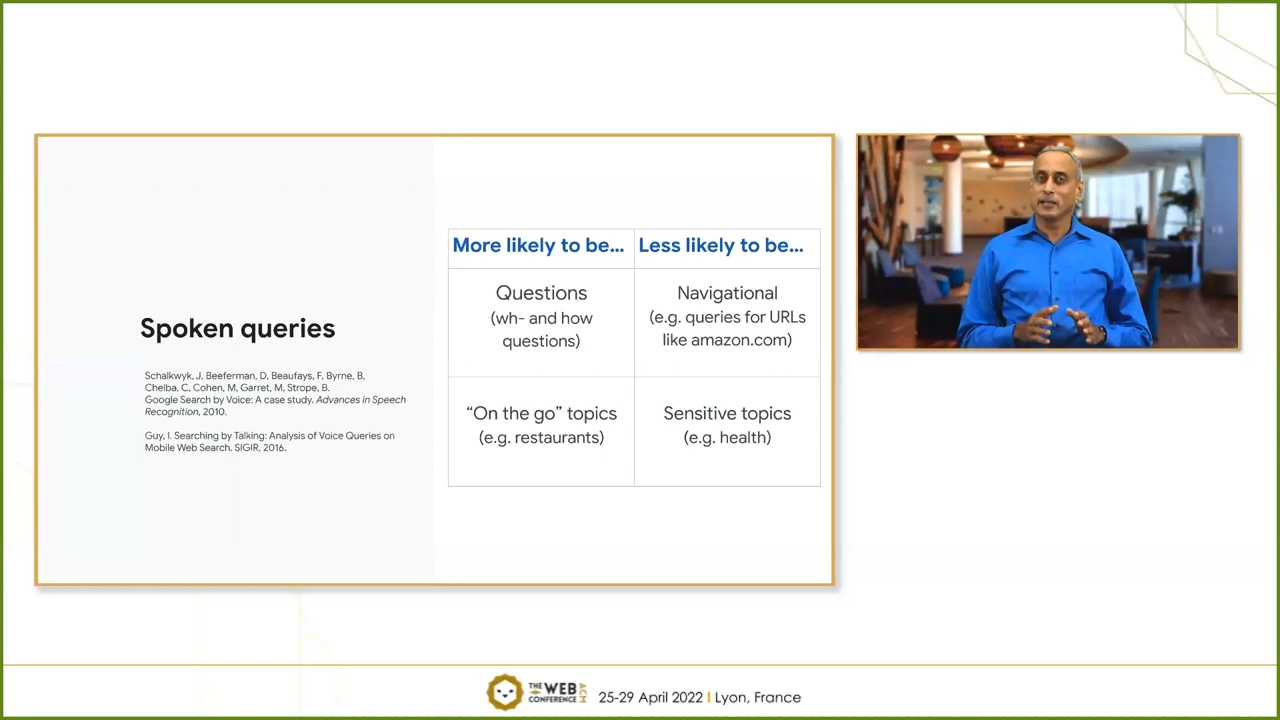 Spoken queries
Schalkwyk, J, Beeferman, D, Beaufays, F, Byrne, B,
Chelba, C, Cohen, M, Garret, M, Strope, B.
Google Search by Voice: A case study. Advances in Speech
Recognition, 2010.
Guy, I. Searching by Talking: Analysis of Voice Queries on
Mobile Web Search. SIGIR, 2016.
More likely to be...
Less likely to be...
Questions
(wh- and how
questions)
Navigational
(e.g. queries for URLs
like amazon.com)
“On the go” topics
(e.g. restaurants)
Sensitive topics
(e.g. health)
THE WEB
CONFERENCE
ACM
25-29 April 2022 | Lyon, France